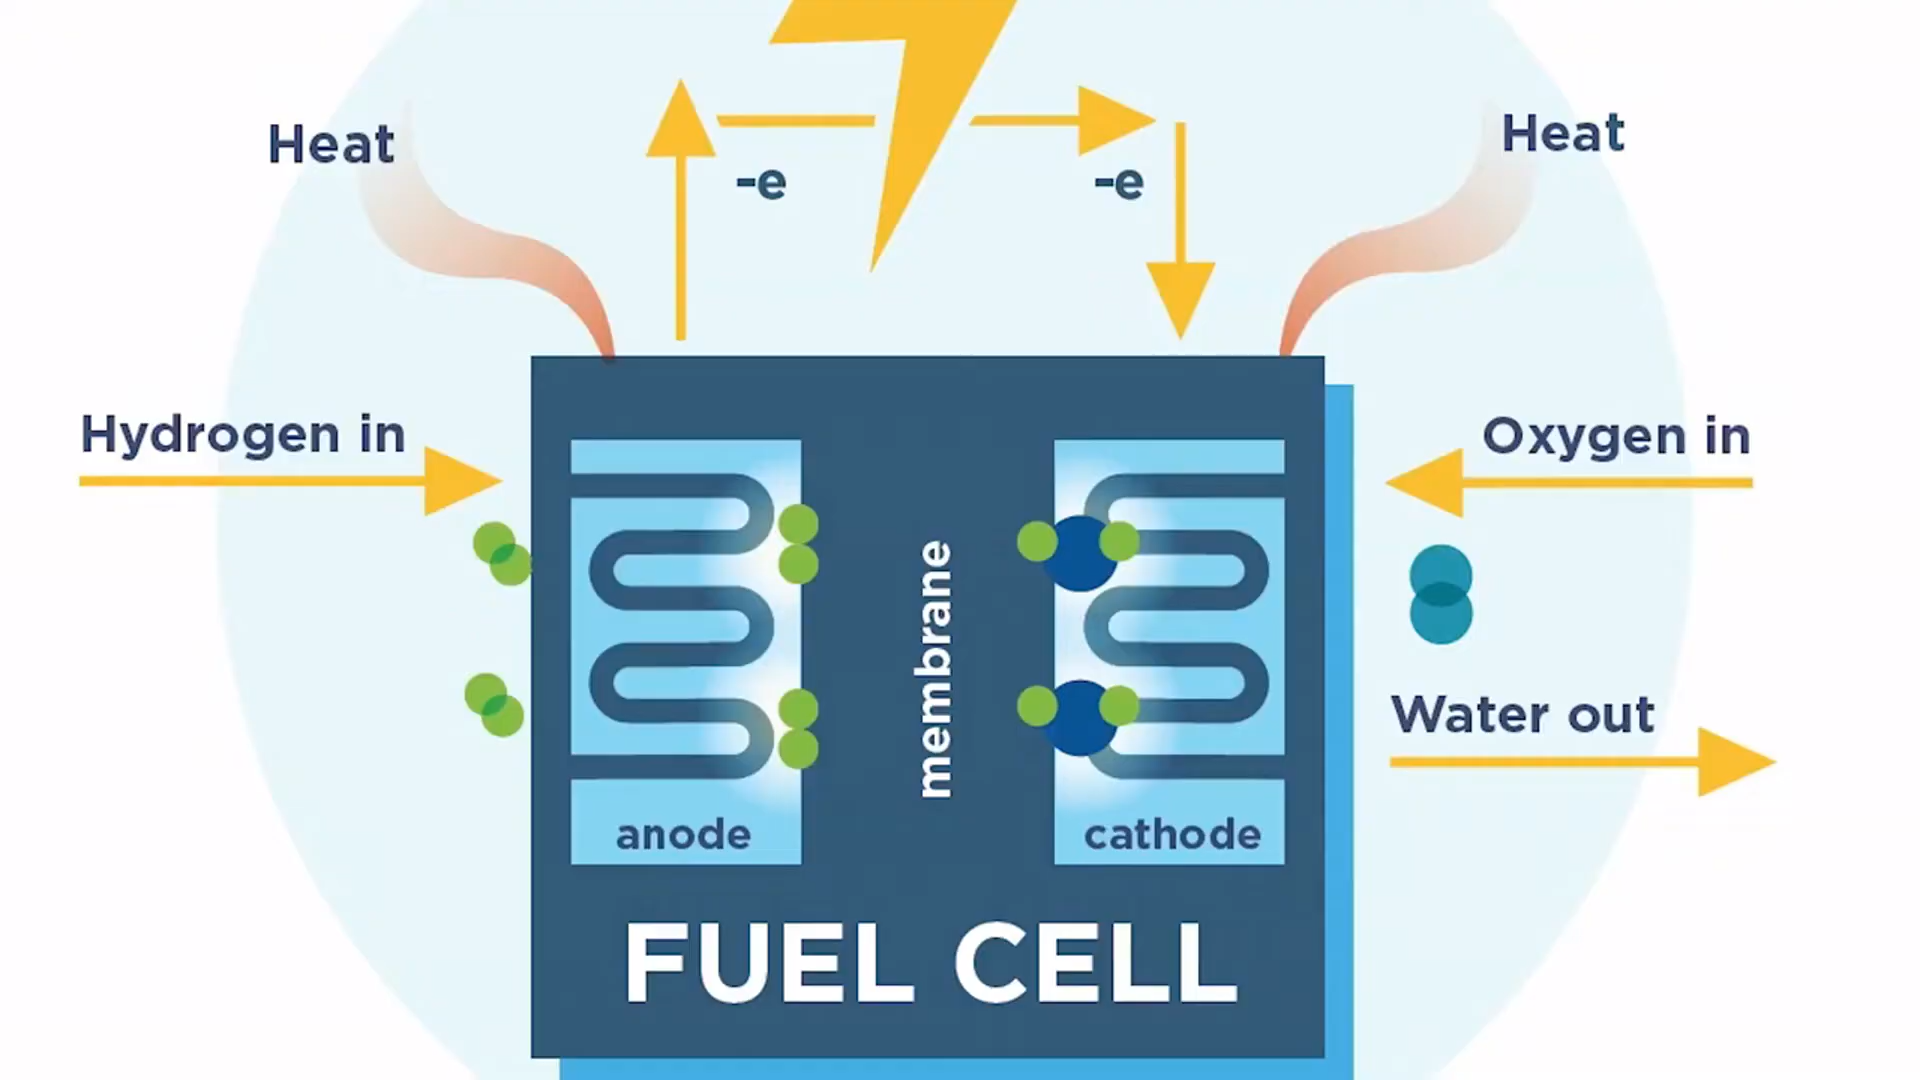 Heat
Heat
-e
-e
Hydrogen in
Oxygen in
membrane
Water out
anode
cathode
FUEL CELL